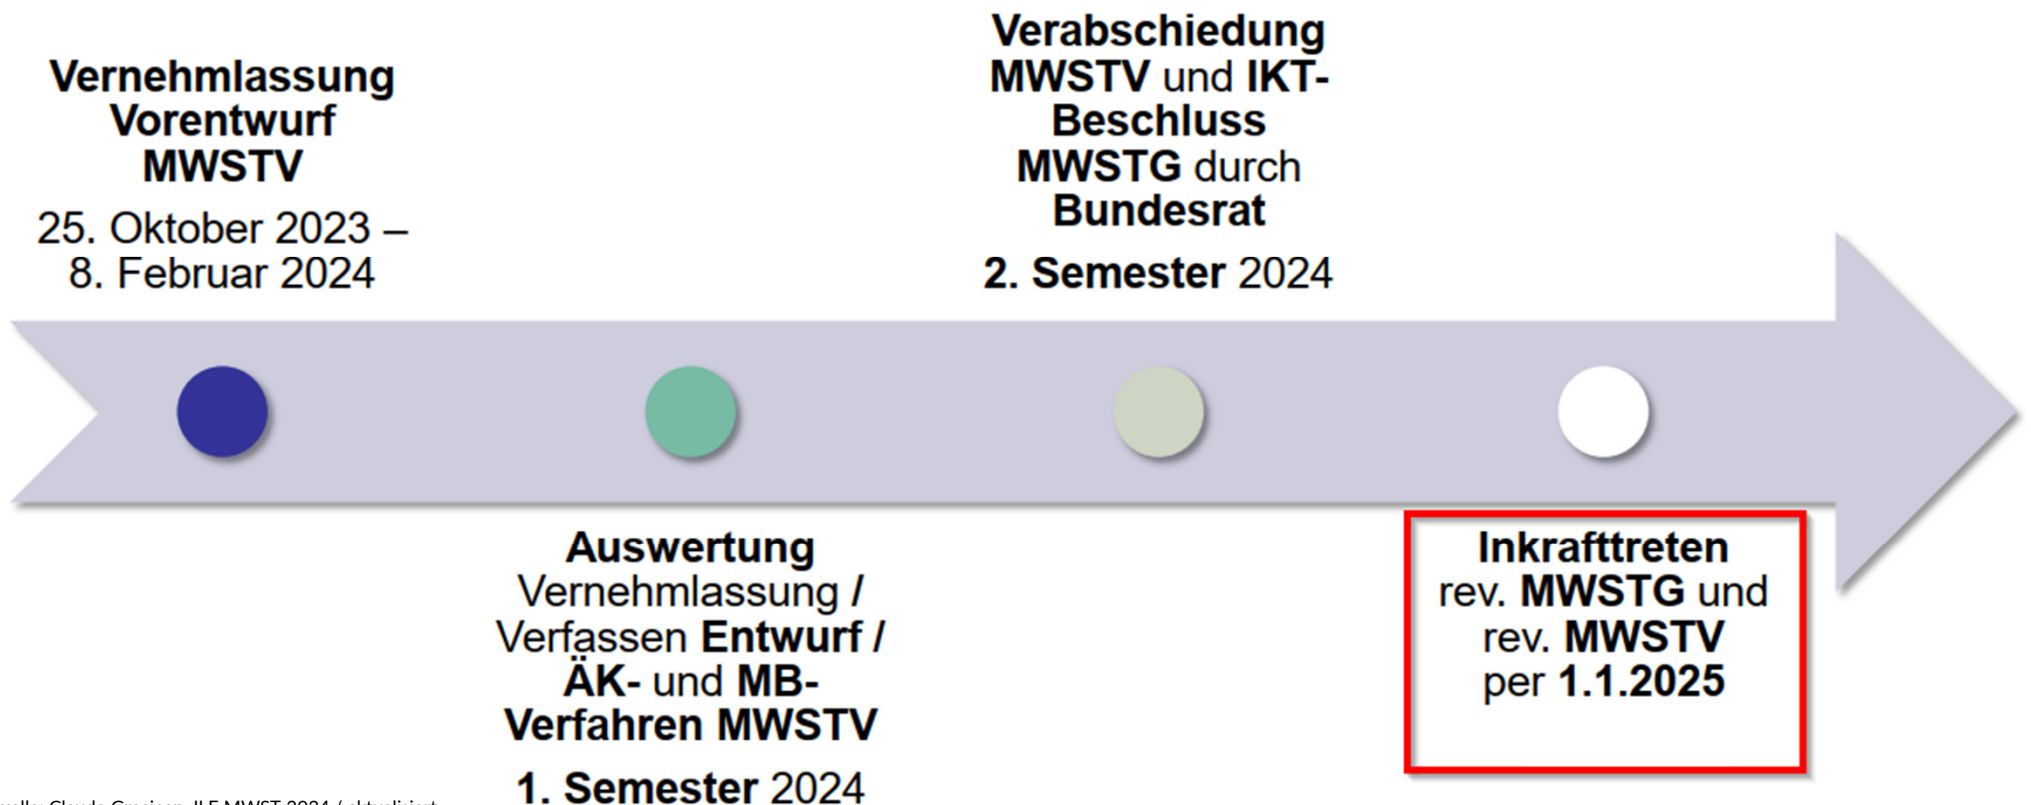 Vernehmlassung
Vorentwurf
MWSTV
25. Oktober 2023 –
8. Februar 2024
Auswertung
Vernehmlassung /
Verfassen Entwurf /
ÄK- und MB-
Verfahren MWSTV
1. Semester 2024
Verabschiedung
MWSTV und IKT-
Beschluss
MWSTG durch
Bundesrat
2. Semester 2024
Inkrafttreten
rev. MWSTG und
rev. MWSTV
per 1.1.2025